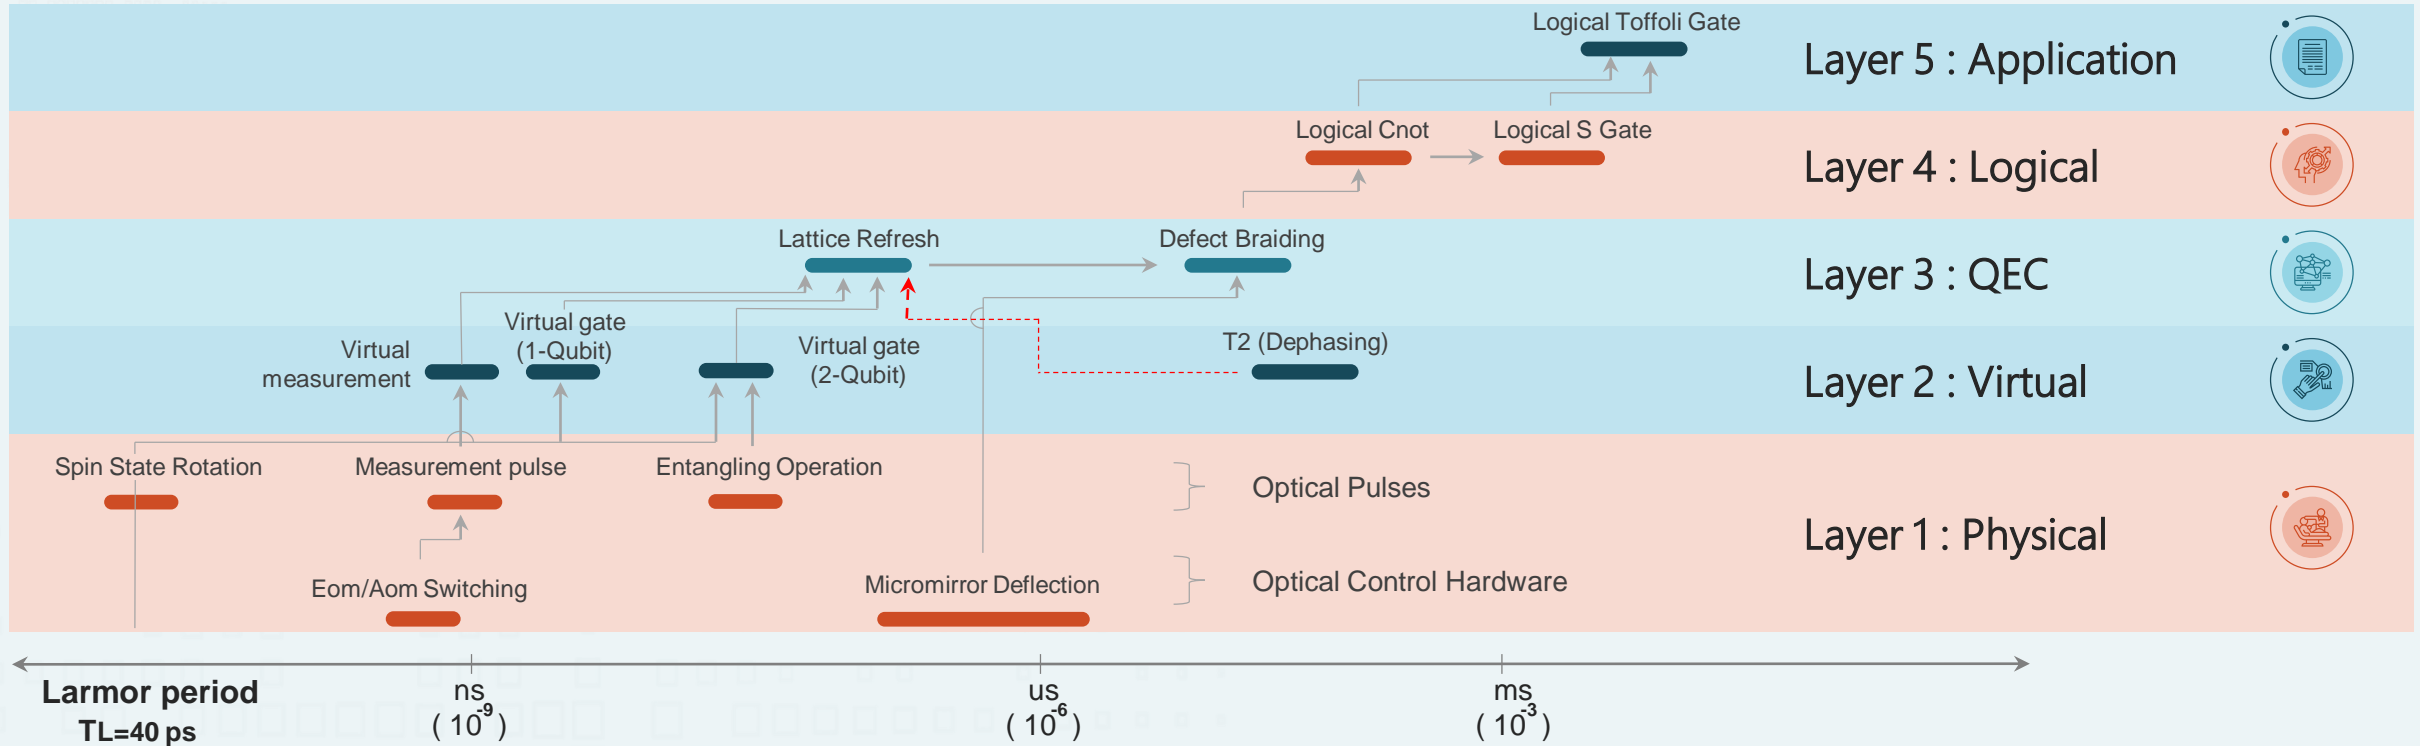 Logical Toffoli Gate
Layer 5 : Application
Logical Cnot
Logical S Gate
Layer 4 : Logical
Lattice Refresh
Defect Braiding
Layer 3 : QEC
Virtual gate
(1-Qubit)
Virtual
measurement
Virtual gate
(2-Qubit)
T2 (Dephasing)
Layer 2 : Virtual
Spin State Rotation
Measurement pulse
Entangling Operation
Optical Pulses
Layer 1 : Physical
Eom/Aom Switching
Micromirror Deflection
Optical Control Hardware
Larmor period
TL=40 ps
ns
( 10-9)
us
( 10-6)
ms
( 10-3)